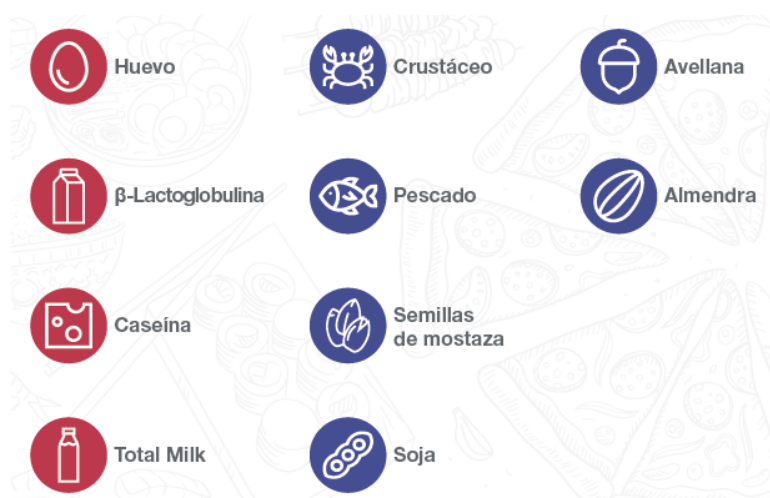 Huevo
Crustáceo
Avellana
β-Lactoglobulina
Pescado
Almendra
Caseína
Semillas
de mostaza
Total Milk
Soja